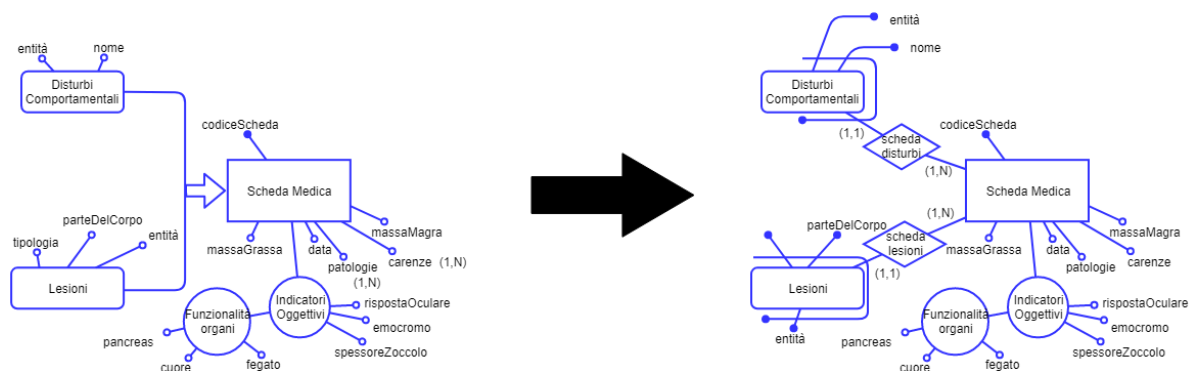 entità
nome
Disturbi
Comportamentali
codiceScheda
Scheda Medica
parteDelCorpo
tipologia
entità
Lesioni
massaMagra
massaGrassa
data
carenze (1,N)
patologie
(1,N)
Funzionalità
organi
Indicatori
Oggettivi
rispostaOculare
emocromo
spessoreZoccolo
pancreas
cuore
fegato
entità
nome
Disturbi
Comportamentali
(1,1)
scheda
disturbi
codiceScheda
(1,N)
Scheda Medica
(1,N)
parteDelCorpo
scheda
lesioni
(1,1)
Lesioni
entità
massaMagra
massaGrassa
data
carenze
patologie
Funzionalità
organi
Indicatori
Oggettivi
rispostaOculare
emocromo
spessoreZoccolo
pancreas
cuore
fegato